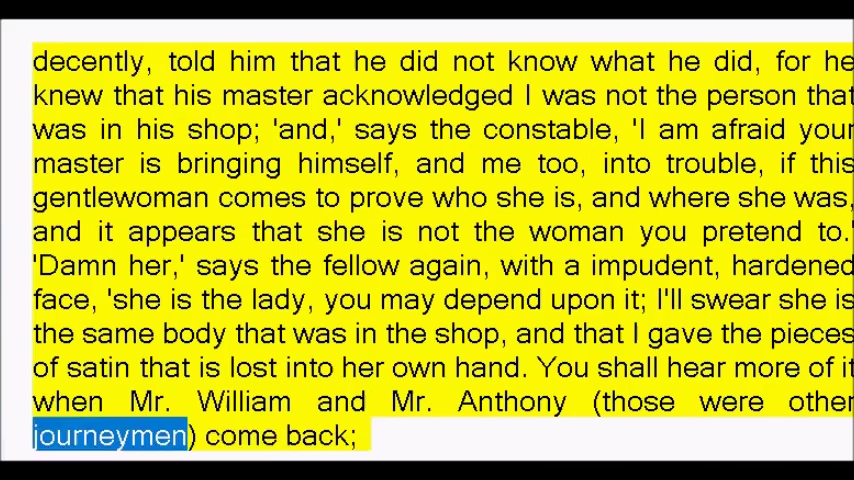 decently, told him that he did not know what he did, for he
knew that his master acknowledged I was not the person that
was in his shop; 'and,' says the constable, 'I am afraid your
master is bringing himself, and me too, into trouble, if this
gentlewoman comes to prove who she is, and where she was,
and it appears that she is not the woman you pretend to.'
'Damn her,' says the fellow again, with a impudent, hardened
face, 'she is the lady, you may depend upon it; I'll swear she is
the same body that was in the shop, and that I gave the pieces
of satin that is lost into her own hand. You shall hear more of it
when Mr. William and Mr. Anthony (those were other
journeymen) come back;